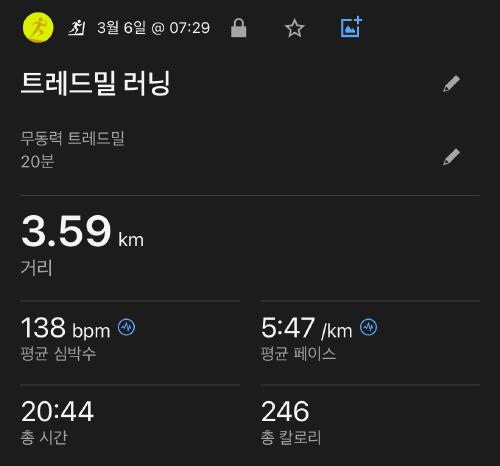 3월 6일 @ 07:29
트레드밀 러닝
무동력 트레드밀
20분
3.59 km
거리
138 bpm
5:47 /km
평균 심박수
평균 페이스
20:44
246
총 시간
총 칼로리